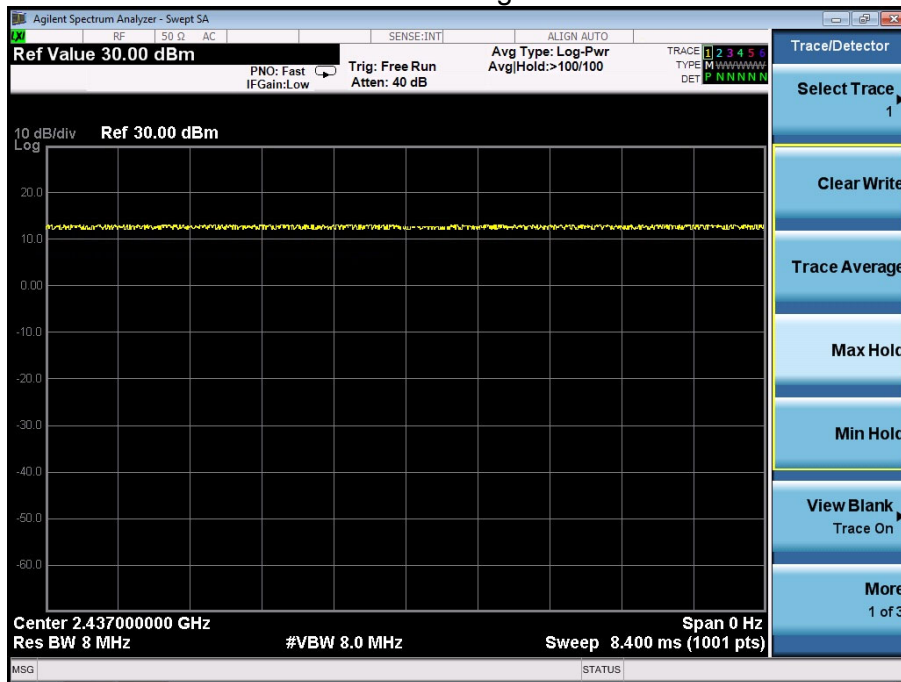 Agilent Spectrum Analyzer - Swept SA
LXI RF 50 Ω AC SENSE:INT ALIGN AUTO
Ref Value 30.00 dBm
PNO: Fast
IFGain:Low
Trig: Free Run
Atten: 40 dB
Avg Type: Log-Pwr
Avg|Hold:>100/100
TRACE 1 2 3 4 5 6
TYPE M WWWWW
DET P N N N N N
10 dB/div Ref 30.00 dBm
Log
20.0
10.0
0.00
-10.0
-20.0
-30.0
-40.0
-50.0
-60.0
Center 2.437000000 GHz
Span 0 Hz
Res BW 8 MHz
#VBW 8.0 MHz
Sweep 8.400 ms (1001 pts)
MSG
STATUS
Trace/Detector
Select Trace
1
Clear Write
Trace Average
Max Hold
Min Hold
View Blank
Trace On
More
1 of 3